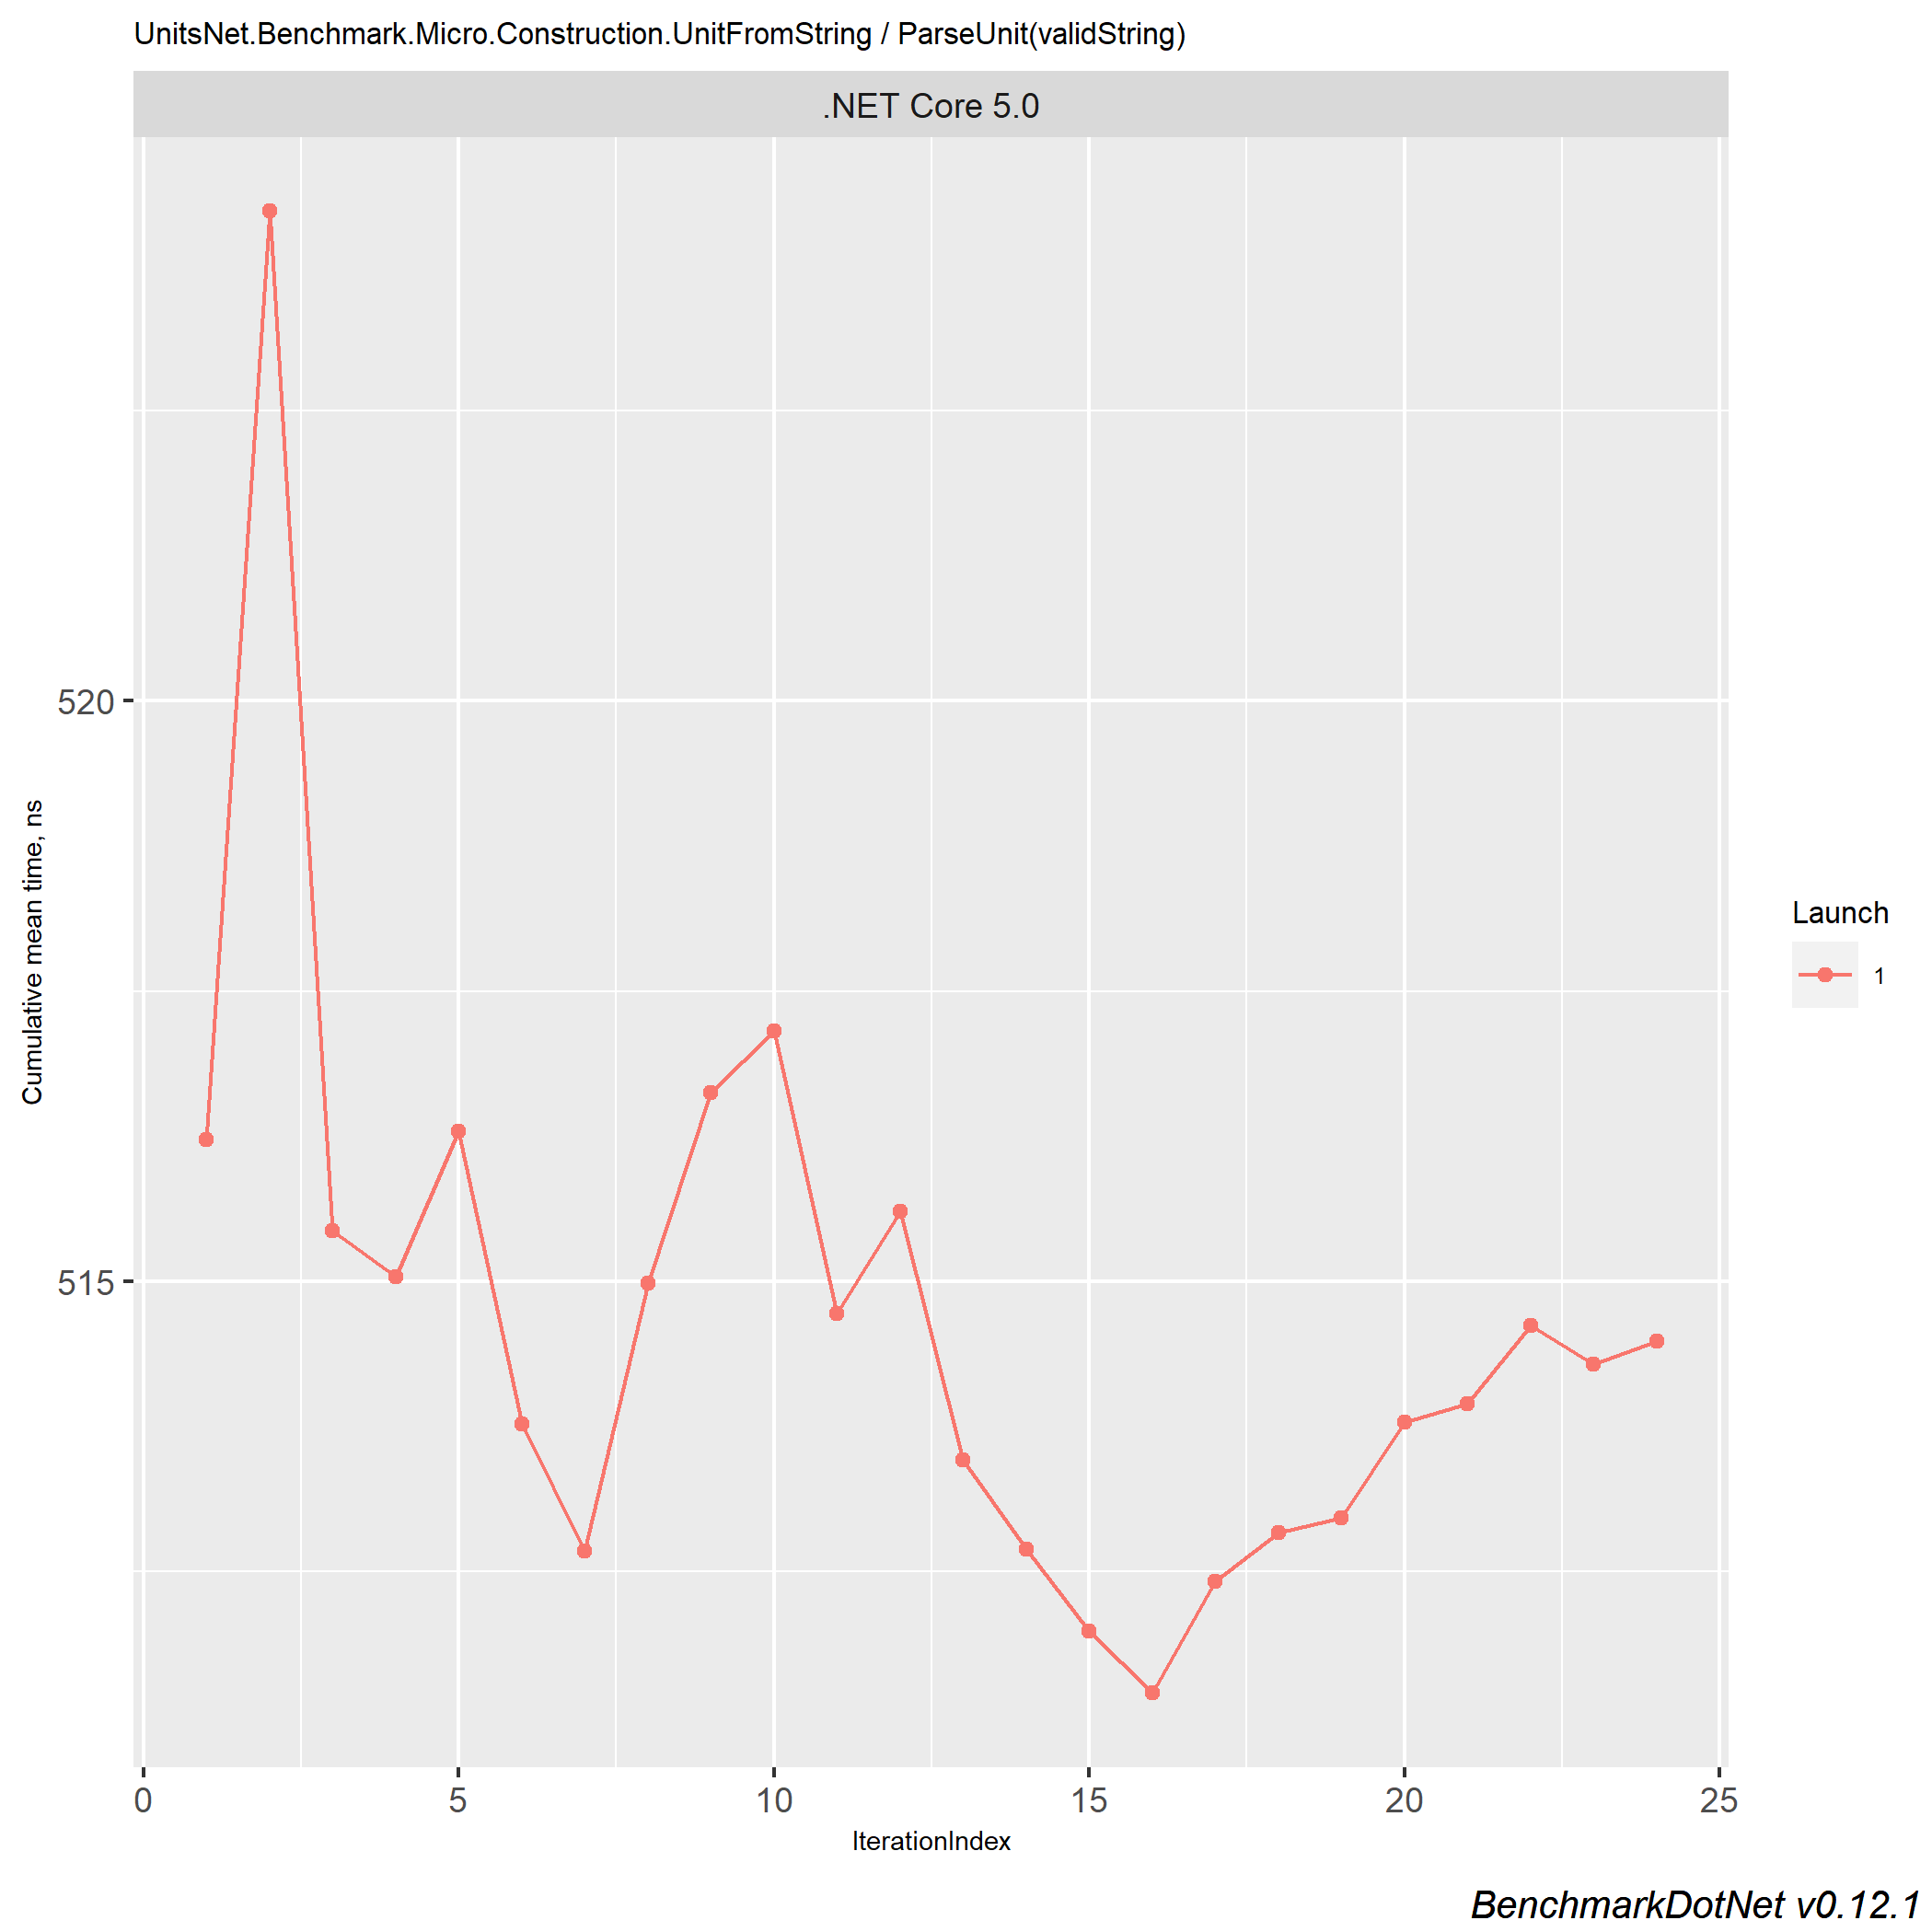 UnitsNet.Benchmark.Micro.Construction.UnitFromString / ParseUnit(validString)
.NET Core 5.0
520
515
Cumulative mean time, ns
0 5 10 15 20 25
IterationIndex
Launch
1
BenchmarkDotNet v0.12.1